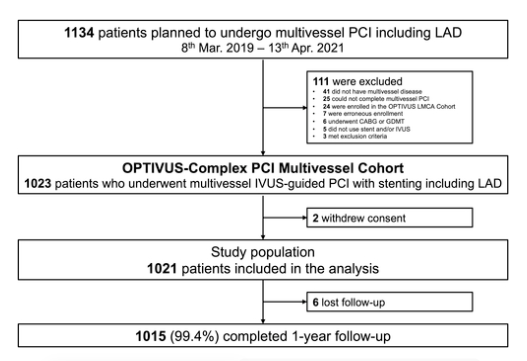 1134 patients planned to undergo multivessel PCI including LAD
8th Mar. 2019 – 13th Apr. 2021
111 were excluded
• 41 did not have multivessel disease
• 25 could not complete multivessel PCI
• 24 were enrolled in the OPTIVUS LMCA Cohort
• 7 were erroneous enrollment
• 6 underwent CABG or GDMT
• 5 did not use stent and/or IVUS
• 3 met exclusion criteria
OPTIVUS-Complex PCI Multivessel Cohort
1023 patients who underwent multivessel IVUS-guided PCI with stenting including LAD
2 withdrew consent
Study population
1021 patients included in the analysis
6 lost follow-up
1015 (99.4%) completed 1-year follow-up